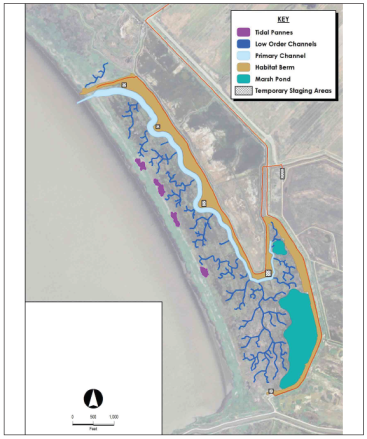 KEY
Tidal Pannes
Low Order Channels
Primary Channel
Habitat Berm
Marsh Pond
Temporary Staging Areas
0 500 1,000
Feet